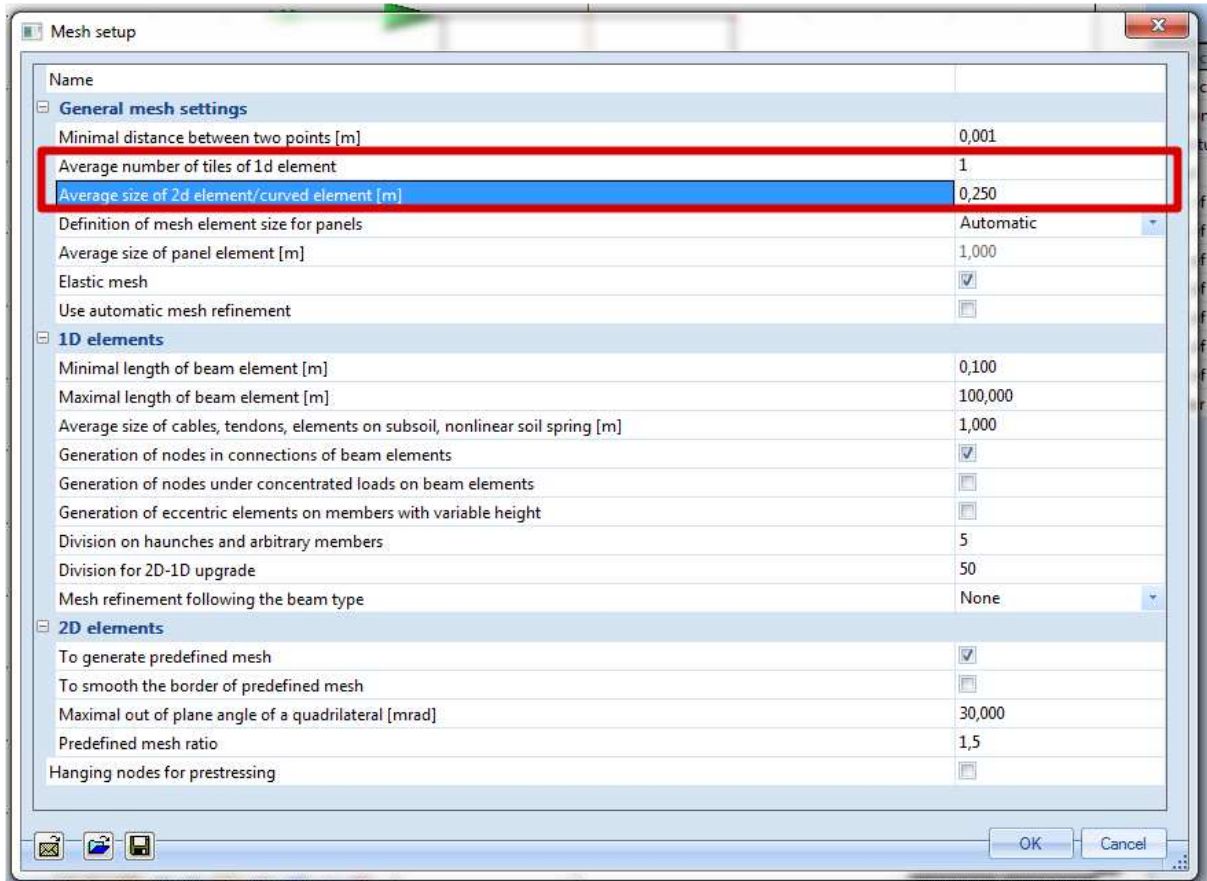 Mesh setup
Name
General mesh settings
Minimal distance between two points [m] 0,001
Average number of tiles of 1d element 1
Average size of 2d element/curved element [m] 0,250
Definition of mesh element size for panels Automatic
Average size of panel element [m] 1,000
Elastic mesh
Use automatic mesh refinement
1D elements
Minimal length of beam element [m] 0,100
Maximal length of beam element [m] 100,000
Average size of cables, tendons, elements on subsoil, nonlinear soil spring [m] 1,000
Generation of nodes in connections of beam elements
Generation of nodes under concentrated loads on beam elements
Generation of eccentric elements on members with variable height
Division on haunches and arbitrary members 5
Division for 2D-1D upgrade 50
Mesh refinement following the beam type None
2D elements
To generate predefined mesh
To smooth the border of predefined mesh
Maximal out of plane angle of a quadrilateral [mrad] 30,000
Predefined mesh ratio 1,5
Hanging nodes for prestressing
OK Cancel